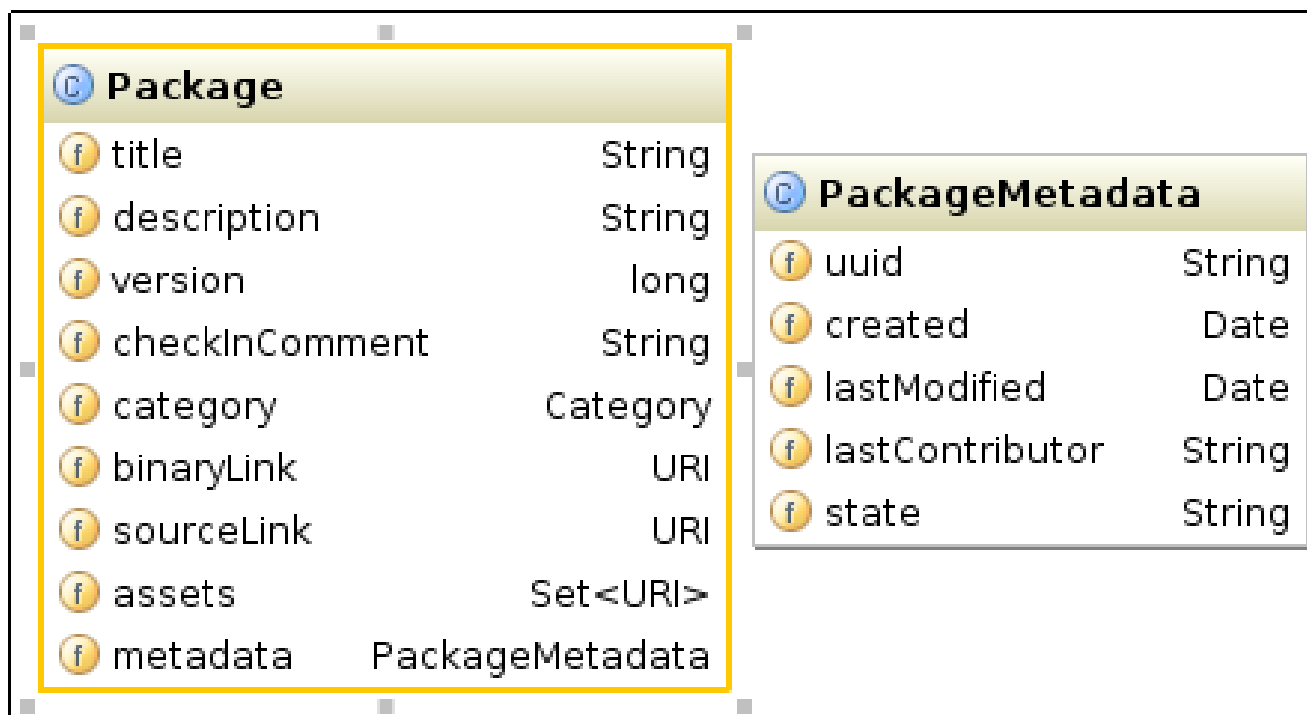 Package
title String
description String
version long
checkInComment String
category Category
binaryLink URI
sourceLink URI
assets Set<URI>
metadata PackageMetadata
PackageMetadata
uuid String
created Date
lastModified Date
lastContributor String
state String